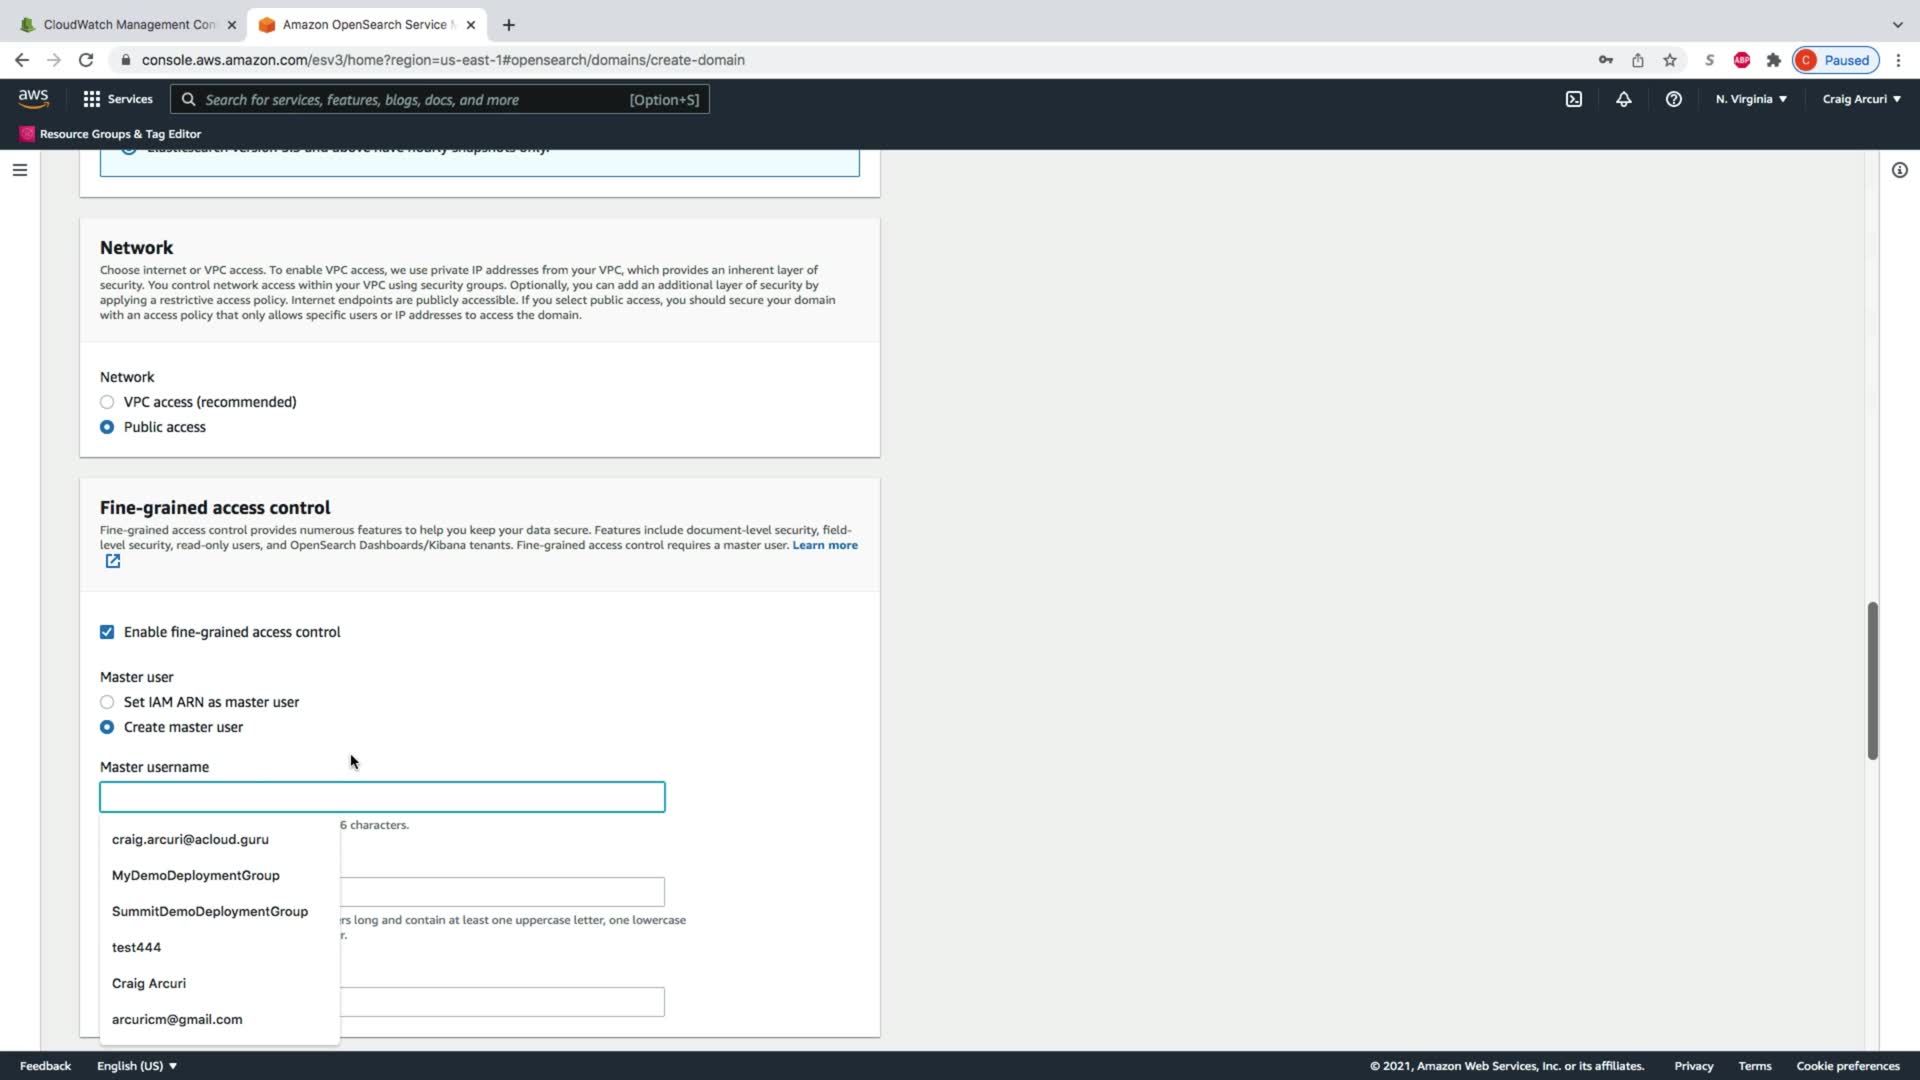 CloudWatch Management Con
Amazon OpenSearch Service M
console.aws.amazon.com/esv3/home?region=us-east-1#opensearch/domains/create-domain
S
ABP
C
Paused
aws
Services
Search for services, features, blogs, docs, and more
[Option+S]
N. Virginia
Craig Arcuri
Resource Groups & Tag Editor
Network
Choose internet or VPC access. To enable VPC access, we use private IP addresses from your VPC, which provides an inherent layer of
security. You control network access within your VPC using security groups. Optionally, you can add an additional layer of security by
applying a restrictive access policy. Internet endpoints are publicly accessible. If you select public access, you should secure your domain
with an access policy that only allows specific users or IP addresses to access the domain.
Network
VPC access (recommended)
Public access
Fine-grained access control
Fine-grained access control provides numerous features to help you keep your data secure. Features include document-level security, field-
level security, read-only users, and OpenSearch Dashboards/Kibana tenants. Fine-grained access control requires a master user. Learn more
Enable fine-grained access control
Master user
Set IAM ARN as master user
Create master user
Master username
6 characters.
craig.arcuri@acloud.guru
MyDemoDeploymentGroup
SummitDemoDeploymentGroup
rs long and contain at least one uppercase letter, one lowercase
r.
test444
Craig Arcuri
arcuricm@gmail.com
Feedback
English (US)
© 2021, Amazon Web Services, Inc. or its affiliates.
Privacy
Terms
Cookie preferences